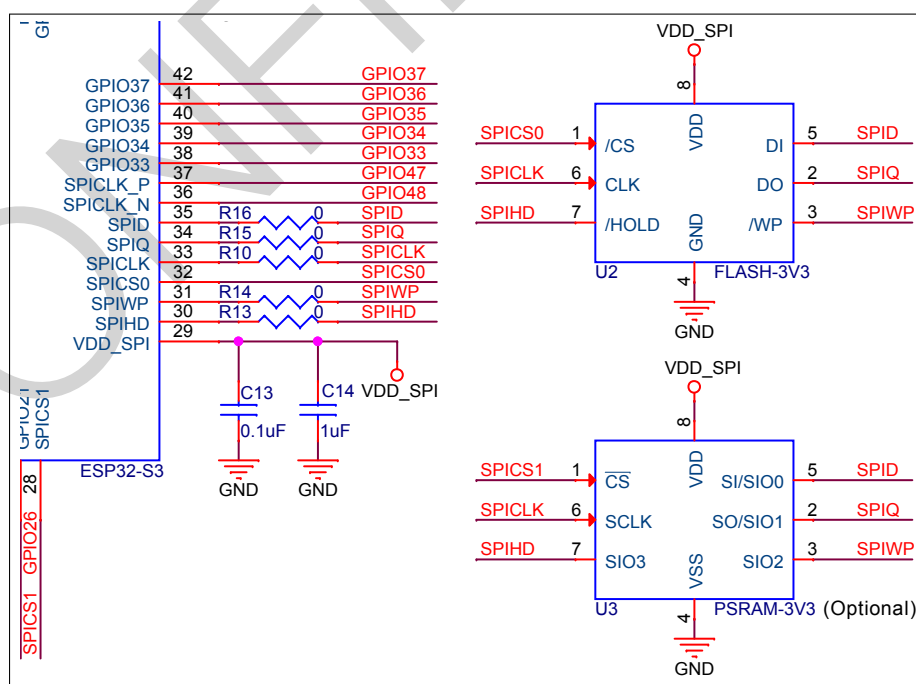 GPIO37 42 GPIO37
GPIO36 41 GPIO36
GPIO35 40 GPIO35
GPIO34 39 GPIO34
GPIO33 38 GPIO33
SPICLK_P 37 GPIO47
SPICLK_N 36 GPIO48
SPID 35 R16 0 SPID
SPIQ 34 R15 0 SPIQ
SPICLK 33 R10 0 SPICLK
SPICS0 32 SPICS0
SPIWP 31 R14 0 SPIWP
SPIHD 30 R13 0 SPIHD
VDD_SPI 29
VDD_SPI
C13
0.1uF
GND
C14
1uF
GND
SPICS1
ESP32-S3
28
GPIO26
SPICS1
VDD_SPI
8
VDD
SPICS0 1 /CS DI 5 SPID
SPICLK 6 CLK DO 2 SPIQ
SPIHD 7 /HOLD /WP 3 SPIWP
GND
U2 4 FLASH-3V3
GND
VDD_SPI
8
VDD
SPICS1 1 CS SI/SIO0 5 SPID
SPICLK 6 SCLK SO/SIO1 2 SPIQ
SPIHD 7 SIO3 SIO2 3 SPIWP
VSS
U3 4 PSRAM-3V3 (Optional)
GND